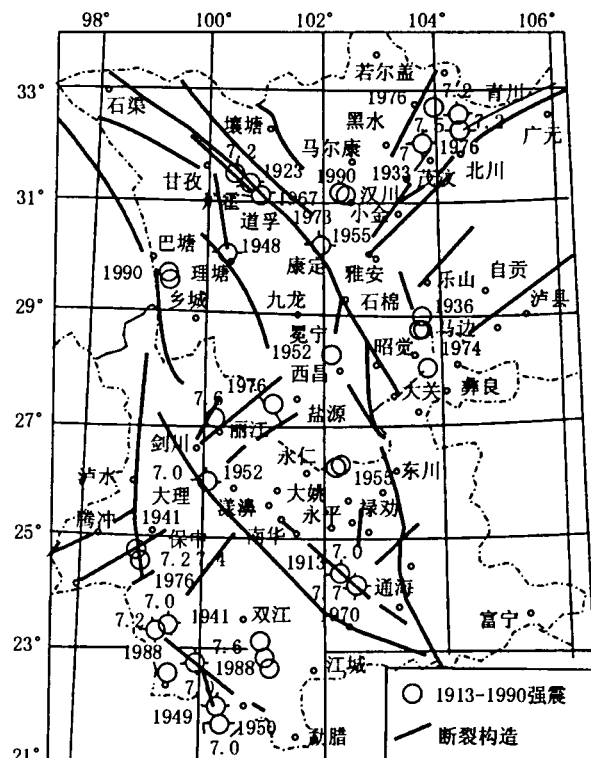 98°
100°
102°
104°
106°
33°
若尔盖
7.2
青川
石渠
1976
7.2
壤塘
黑水
广元
7.2
马尔康
1976
北川
1923
1990
1933
茂汶
甘孜
汉川
31°
1967
道孚
1973
小金
1955
巴塘
1948
康定
雅安
1990
理塘
乐山
自贡
石棉
泸县
29°
乡城
九龙
1936
冕宁
马边
1952
昭觉
1974
西昌
1976
大关
彝良
7.6
27°
盐源
丽江
剑川
永仁
泸水
7.0
1952
1955
东川
大理
大姚
禄劝
漾濞
永平
腾冲
1941
25°
保中
南华
7.0
7.2
7.4
1913
1976
7.7
通海
7.0
1970
1941
双江
富宁
7.2
23°
7.6
1988
1988
江城
1913-1990强震
1949
1950
断裂构造
勐腊
21°
7.0